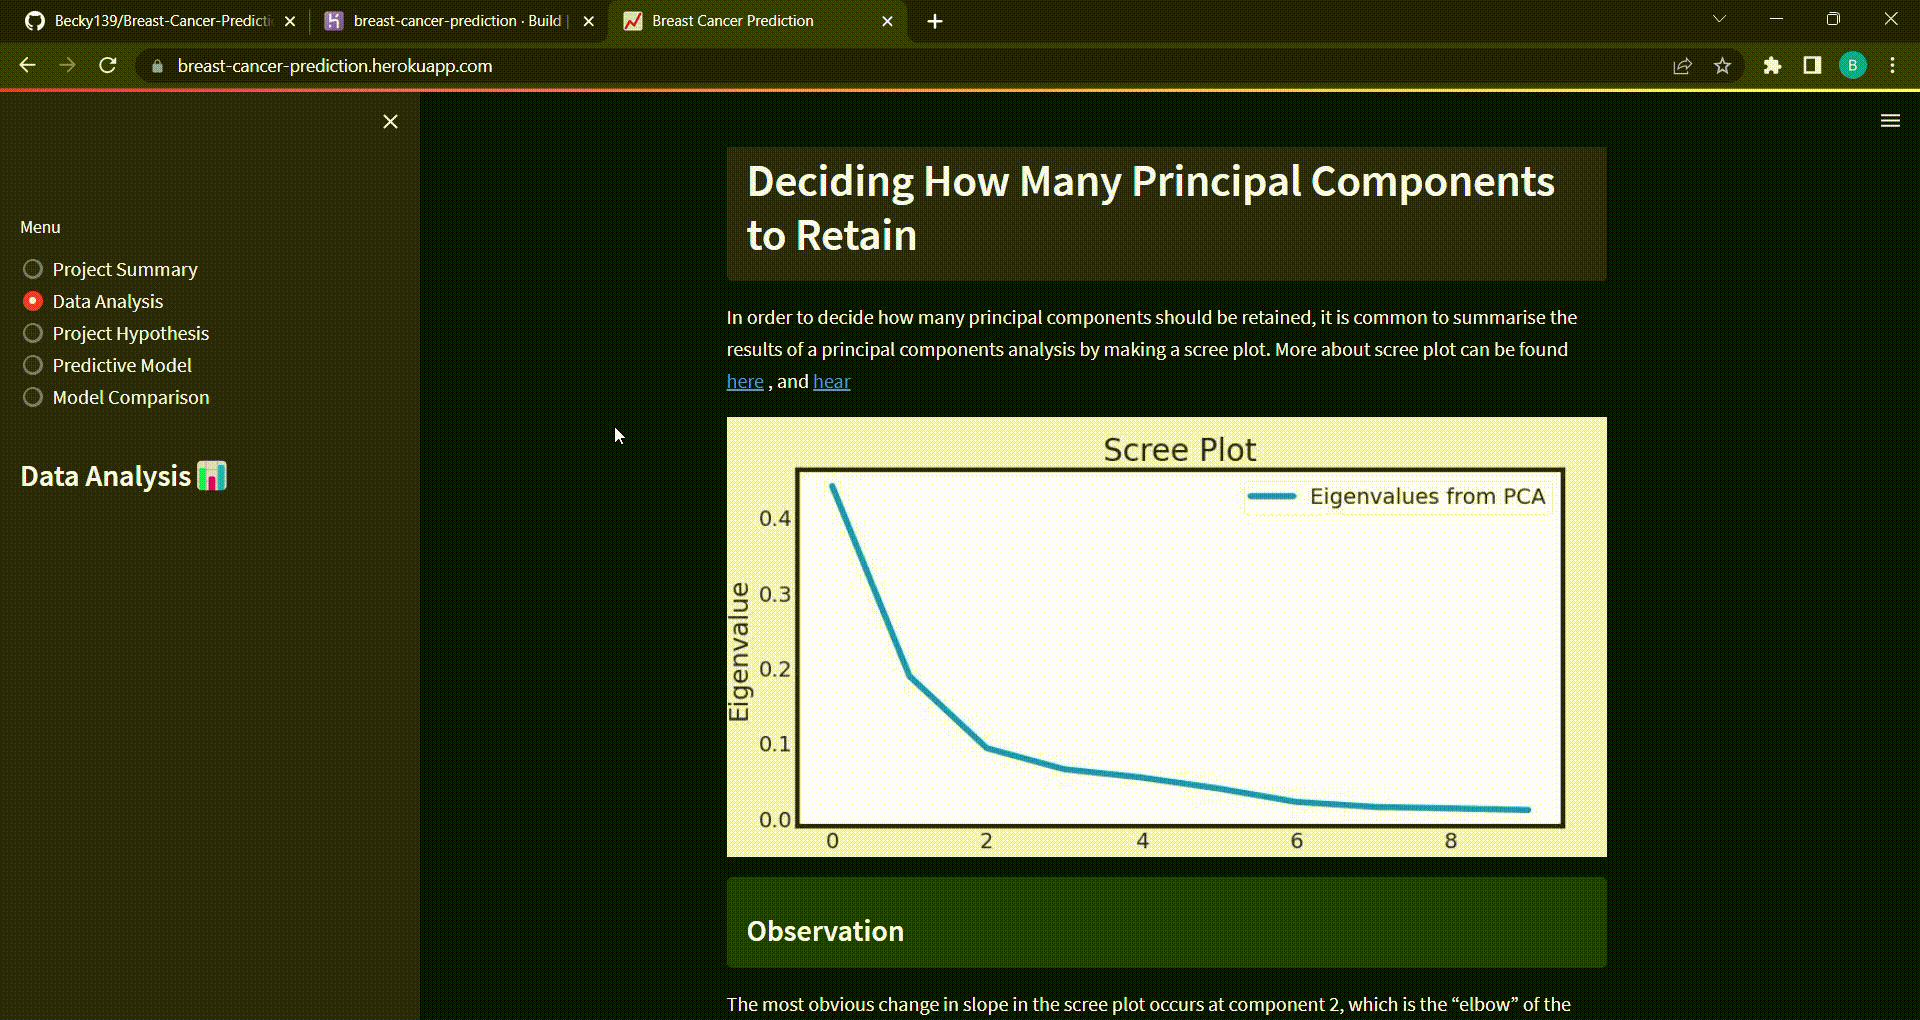 Becky139/Breast-Cancer-Predicti
breast-cancer-prediction · Build
Breast Cancer Prediction
breast-cancer-prediction.herokuapp.com
B
Menu
Project Summary
Data Analysis
Project Hypothesis
Predictive Model
Model Comparison
Data Analysis
Deciding How Many Principal Components
to Retain
In order to decide how many principal components should be retained, it is common to summarise the
results of a principal components analysis by making a scree plot. More about scree plot can be found
here , and hear
Scree Plot
Eigenvalues from PCA
Eigenvalue
0.4
0.3
0.2
0.1
0.0
0 2 4 6 8
Observation
The most obvious change in slope in the scree plot occurs at component 2, which is the “elbow” of the